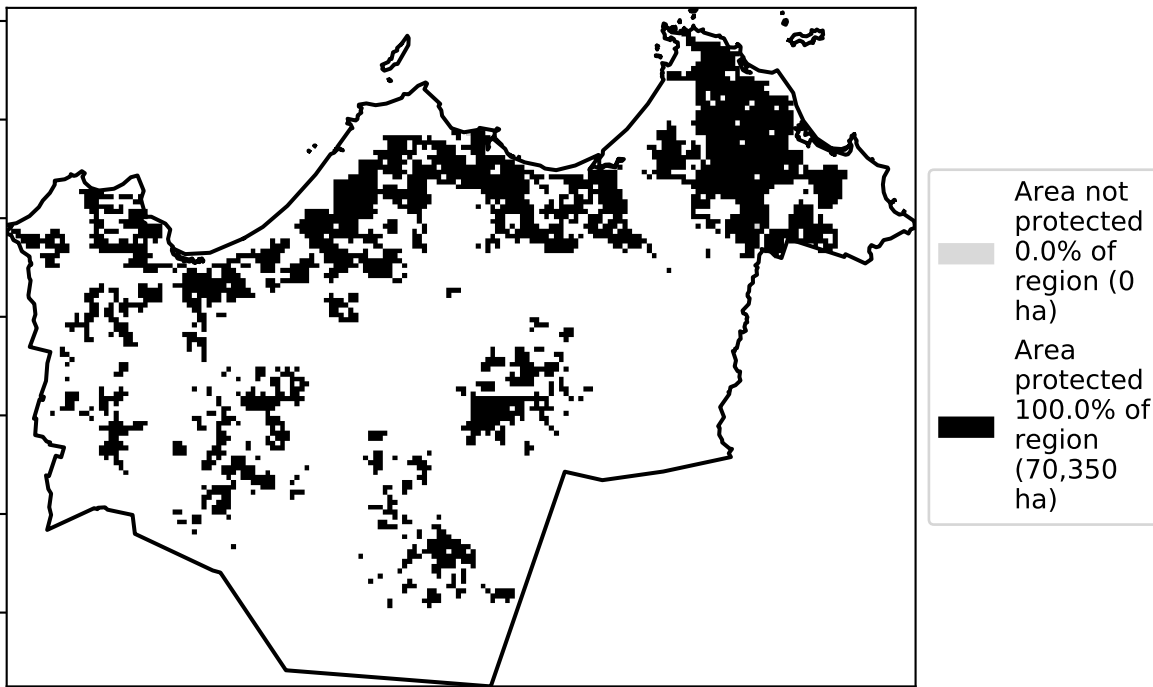 Area not
protected
0.0% of
region (0
ha)
Area
protected
100.0% of
region
(70,350
ha)